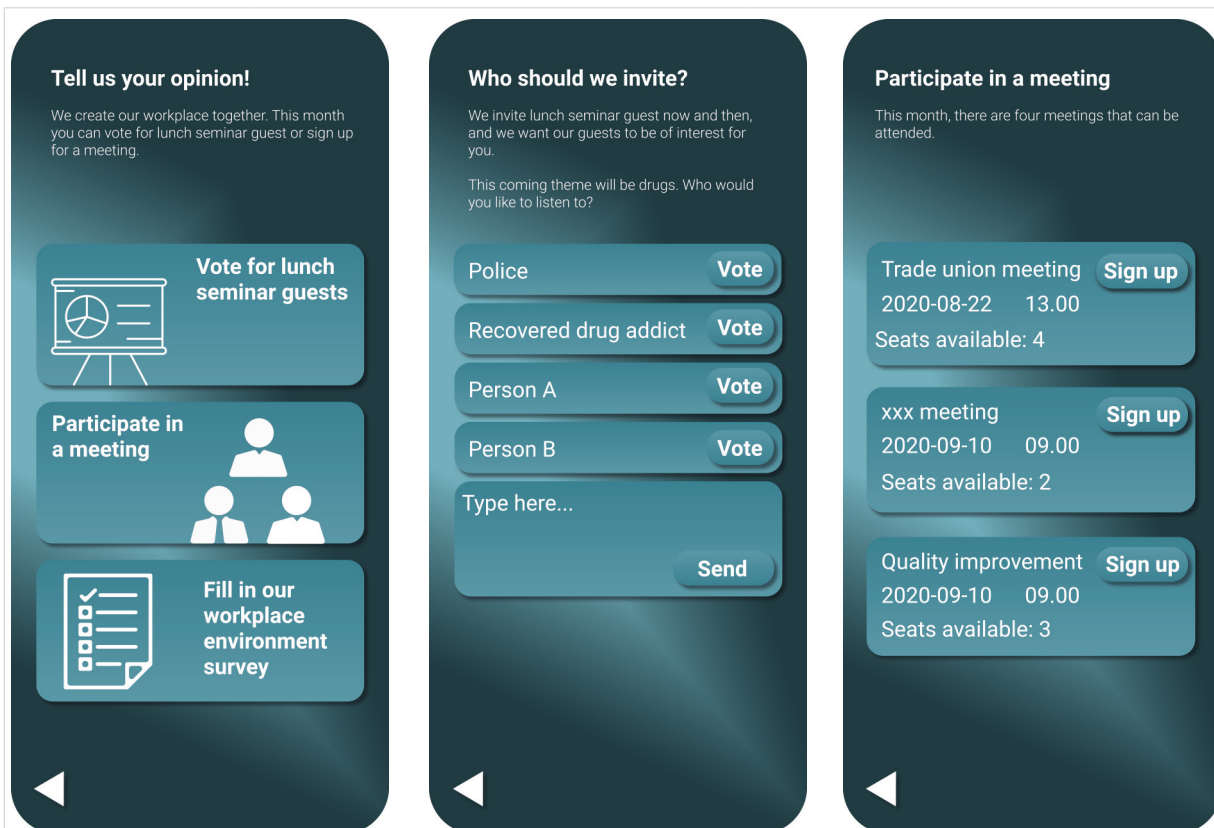 Tell us your opinion!
We create our workplace together. This month
you can vote for lunch seminar guest or sign up
for a meeting.
Vote for lunch
seminar guests
Participate in
a meeting
Fill in our
workplace
environment
survey
Who should we invite?
We invite lunch seminar guest now and then,
and we want our guests to be of interest for
you.
This coming theme will be drugs. Who would
you like to listen to?
Police Vote
Recovered drug addict Vote
Person A Vote
Person B Vote
Type here...
Send
Participate in a meeting
This month, there are four meetings that can be
attended.
Trade union meeting Sign up
2020-08-22 13.00
Seats available: 4
xxx meeting Sign up
2020-09-10 09.00
Seats available: 2
Quality improvement Sign up
2020-09-10 09.00
Seats available: 3